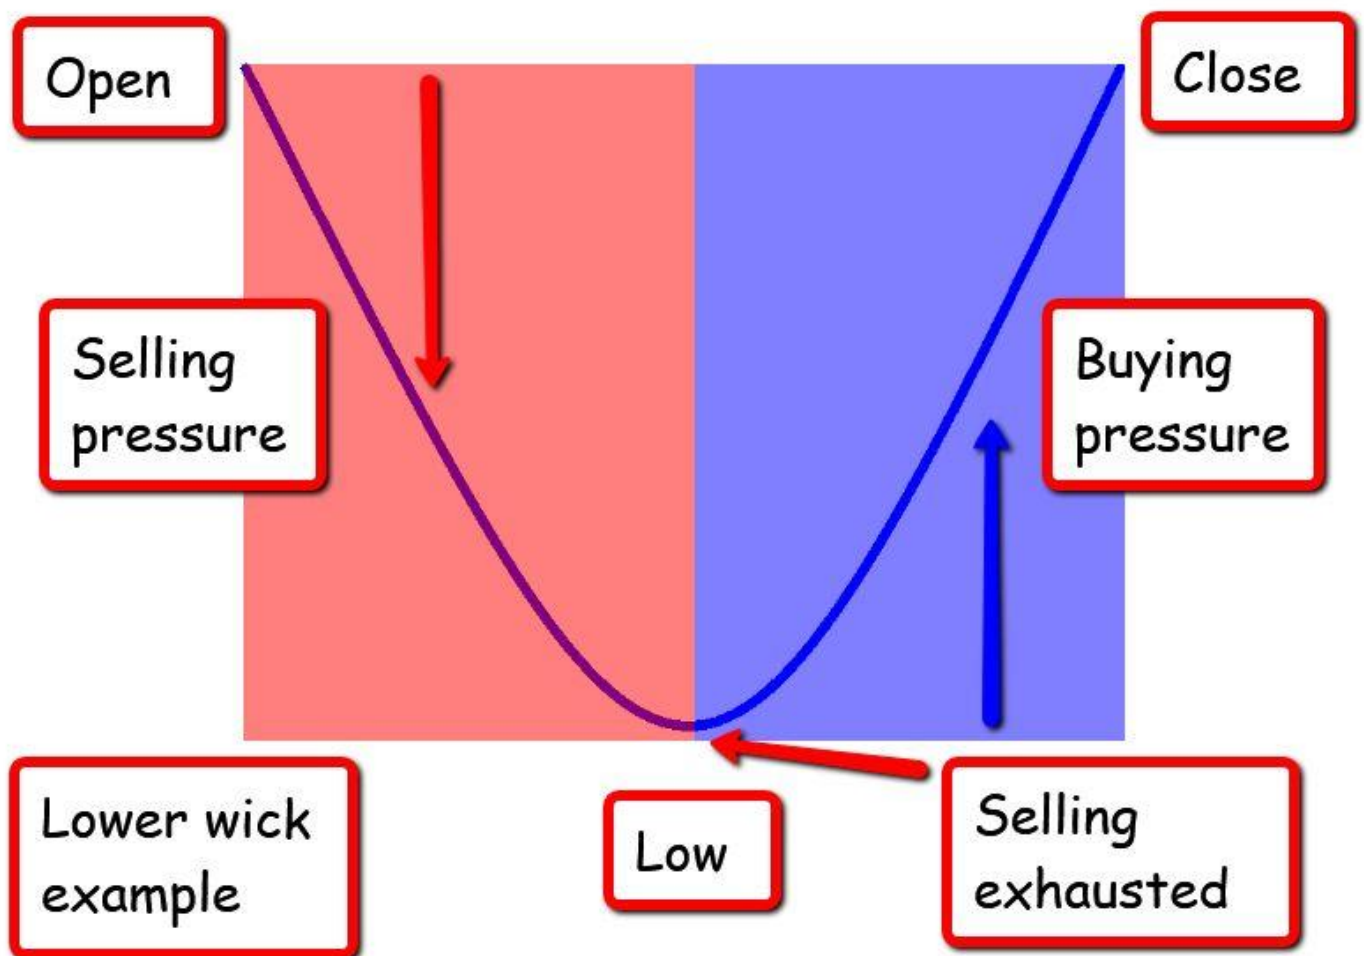 Open
Close
Selling
pressure
Buying
pressure
Lower wick
example
Low
Selling
exhausted